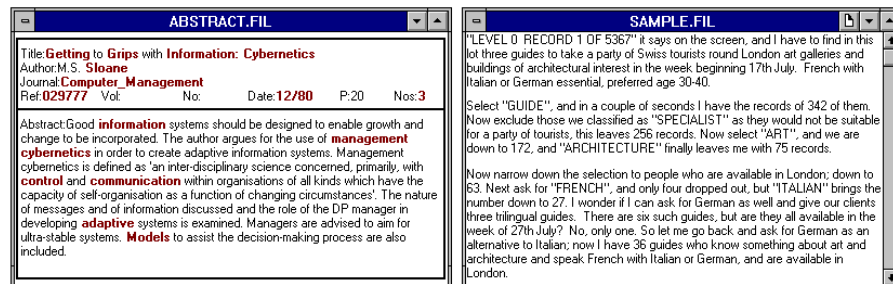 ABSTRACT.FIL
Title:Getting to Grips with Information: Cybernetics
Author:M.S. Sloane
Journal:Computer_Management
Ref:029777 Vol: No: Date:12/80 P:20 Nos:3
Abstract:Good information systems should be designed to enable growth and
change to be incorporated. The author argues for the use of management
cybernetics in order to create adaptive information systems. Management
cybernetics is defined as 'an inter-disciplinary science concerned, primarily, with
control and communication within organisations of all kinds which have the
capacity of self-organisation as a function of changing circumstances'. The nature
of messages and of information discussed and the role of the DP manager in
developing adaptive systems is examined. Managers are advised to aim for
ultra-stable systems. Models to assist the decision-making process are also
included.
SAMPLE.FIL
"LEVEL 0 RECORD 1 OF 5367" it says on the screen, and I have to find in this
lot three guides to take a party of Swiss tourists round London art galleries and
buildings of architectural interest in the week beginning 17th July. French with
Italian or German essential, preferred age 30-40.
Select "GUIDE", and in a couple of seconds I have the records of 342 of them.
Now exclude those we classified as "SPECIALIST" as they would not be suitable
for a party of tourists, this leaves 256 records. Now select "ART", and we are
down to 172, and "ARCHITECTURE" finally leaves me with 75 records.
Now narrow down the selection to people who are available in London; down to
63. Next ask for "FRENCH", and only four dropped out, but "ITALIAN" brings the
number down to 27. I wonder if I can ask for German as well and give our clients
three trilingual guides. There are six such guides, but are they all available in the
week of 27th July? No, only one. So let me go back and ask for German as an
alternative to Italian; now I have 36 guides who know something about art and
architecture and speak French with Italian or German, and are available in
London.